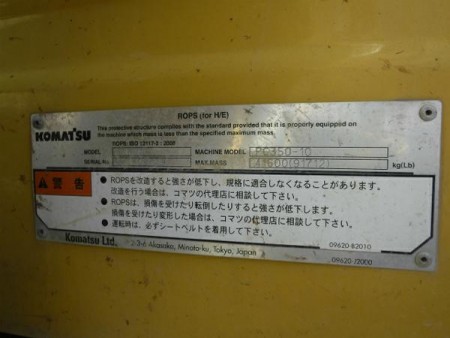 ROPS (for H/E)
This protective structure complies with the standard provided that it is properly equipped on
the machine which mass is less than the specified maximum mass.
KOMATSU
ROPS: ISO 12117-2 : 2008
MODEL
MACHINE MODEL PC350-10
SERIAL No.
MAX.MASS kg(Lb)
警告
● ROPSを改造すると強さが低下し、規格に適合しなくなることがあります。
改造を行う場合は、コマツの代理店に相談して下さい。
● ROPSは、損傷を受けたり転倒したりすると強さが低下します。
損傷を受けたり変形した場合は、コマツの代理店に相談して下さい。
● 運転時は、必ずシートベルトを着用して下さい。
Komatsu Ltd,
2-3-6 Akasaka, Minato-ku, Tokyo, Japan
09620-B2010
09620-J2000